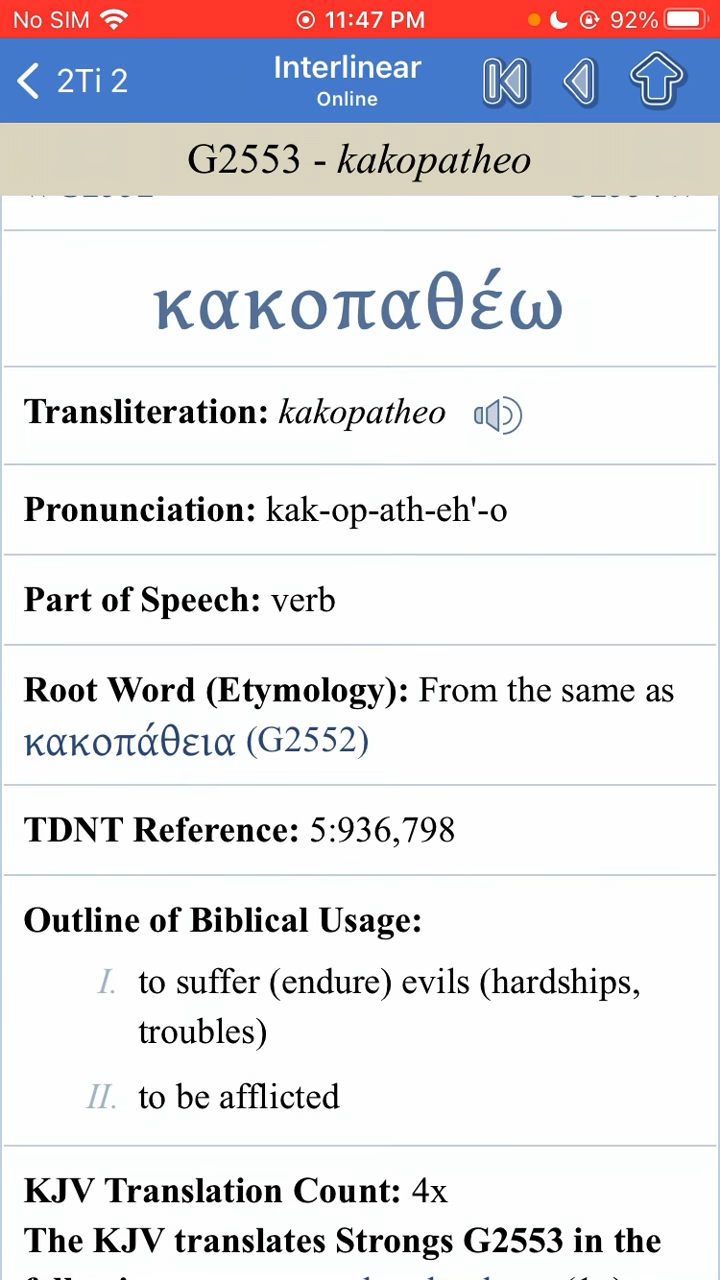 No SIM 11:47 PM 92%
2Ti 2 Interlinear
Online
G2553 - kakopatheo
κακοπαθέω
Transliteration: kakopatheo
Pronunciation: kak-op-ath-eh'-o
Part of Speech: verb
Root Word (Etymology): From the same as
κακοπάθεια (G2552)
TDNT Reference: 5:936,798
Outline of Biblical Usage:
I. to suffer (endure) evils (hardships,
troubles)
II. to be afflicted
KJV Translation Count: 4x
The KJV translates Strongs G2553 in the